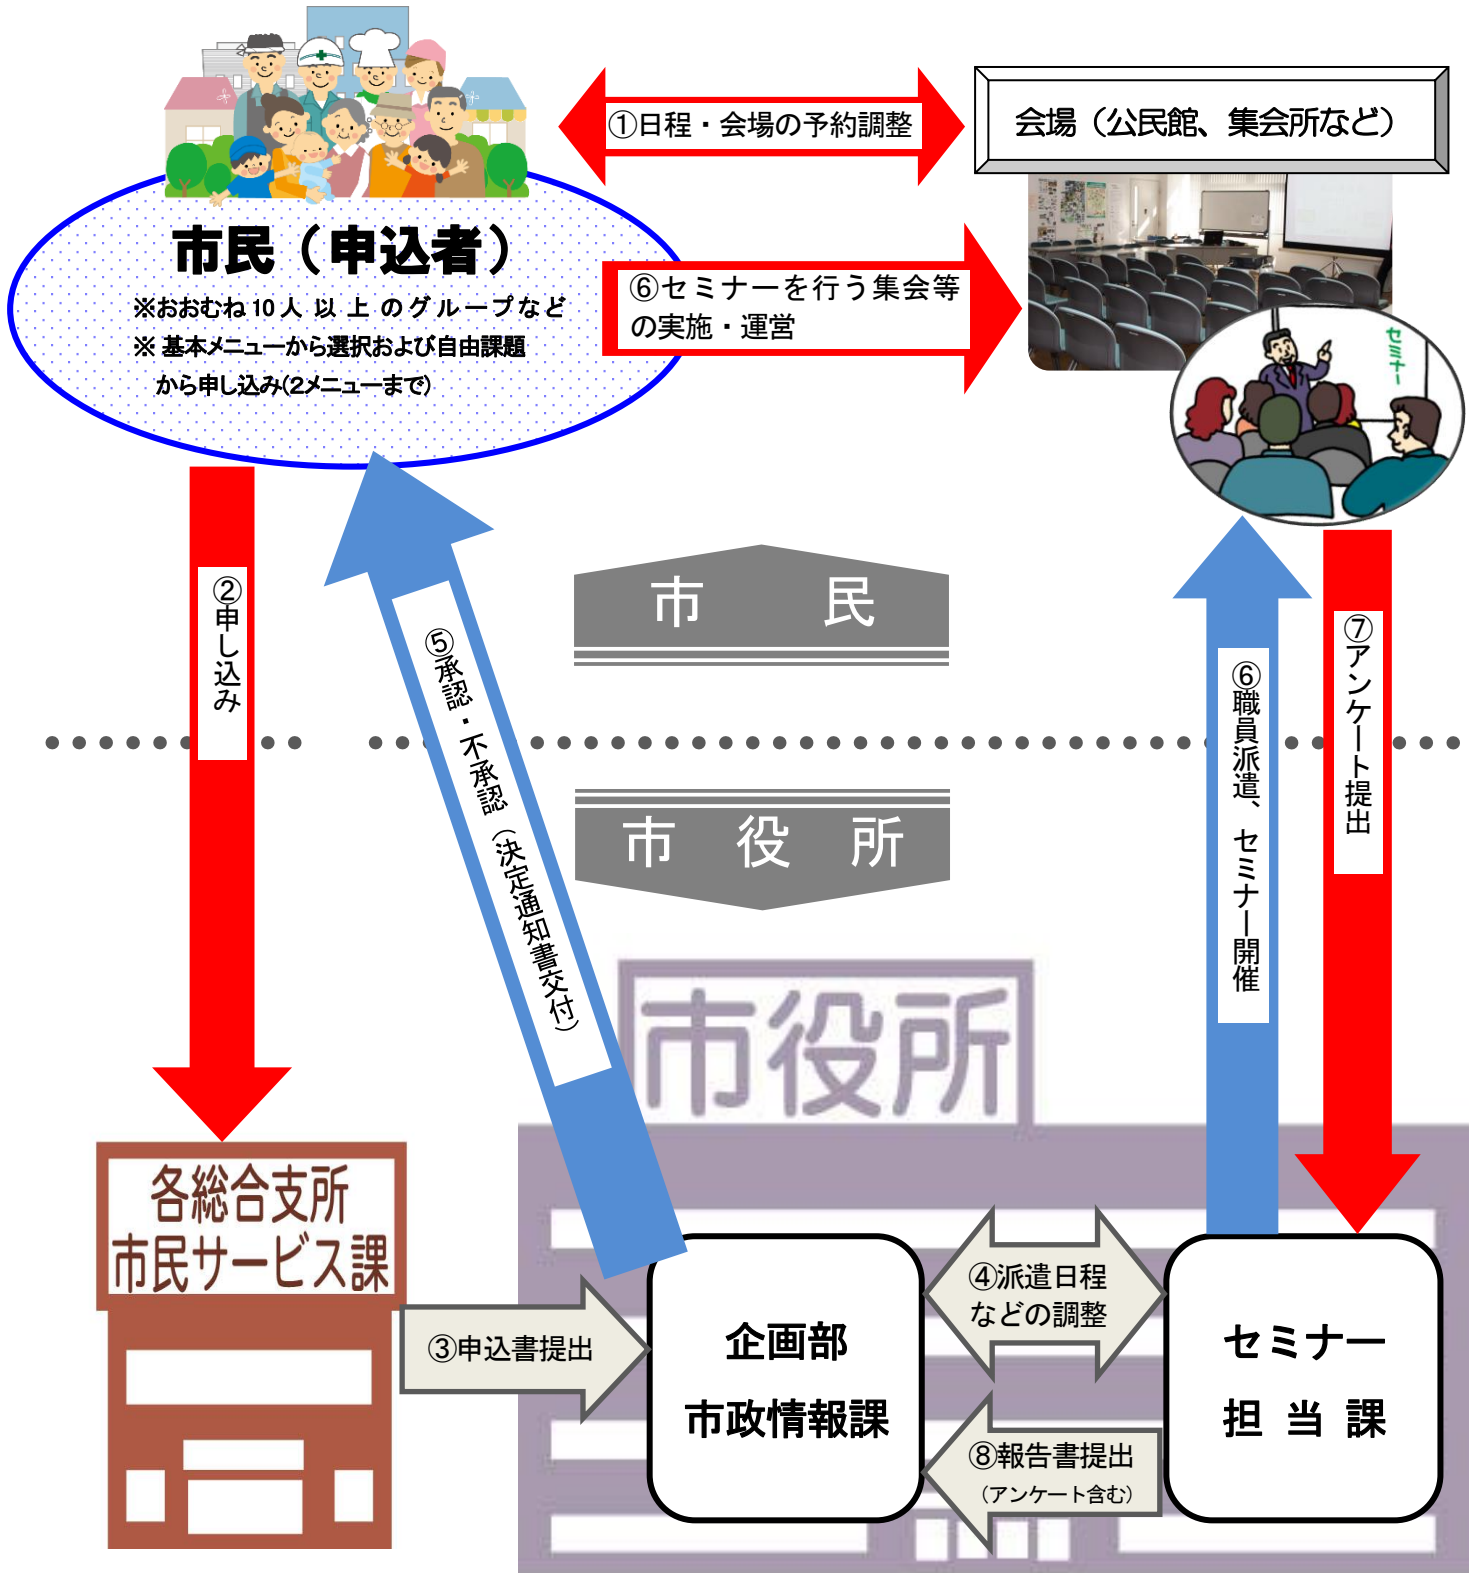 ①日程・会場の予約調整
会場（公民館、集会所など）
市民（申込者）
※おおむね10人以上のグループなど
※基本メニューから選択および自由課題
から申し込み(2メニューまで)
⑥セミナーを行う集会等
の実施・運営
セミナー
②申し込み
⑤承認・不承認（決定通知書交付）
市民
⑥職員派遣、セミナー開催
⑦アンケート提出
市役所
市役所
各総合支所
市民サービス課
③申込書提出
企画部
市政情報課
④派遣日程
などの調整
セミナー
担当課
⑧報告書提出
（アンケート含む）